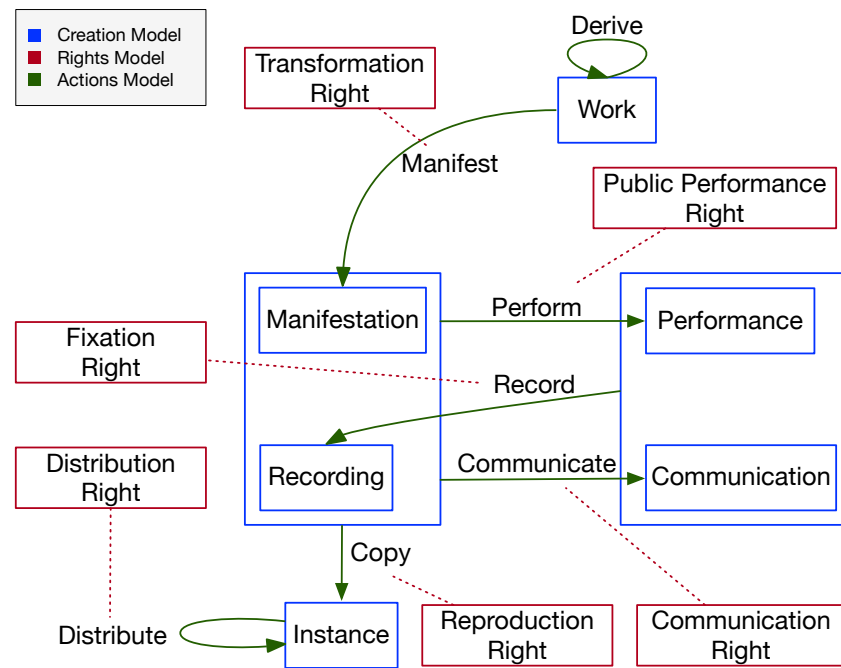 Creation Model
Rights Model
Actions Model
Derive
Transformation
Right
Work
Manifest
Public Performance
Right
Manifestation
Perform
Performance
Fixation
Right
Record
Distribution
Right
Recording
Communicate
Communication
Copy
Distribute
Instance
Reproduction
Right
Communication
Right